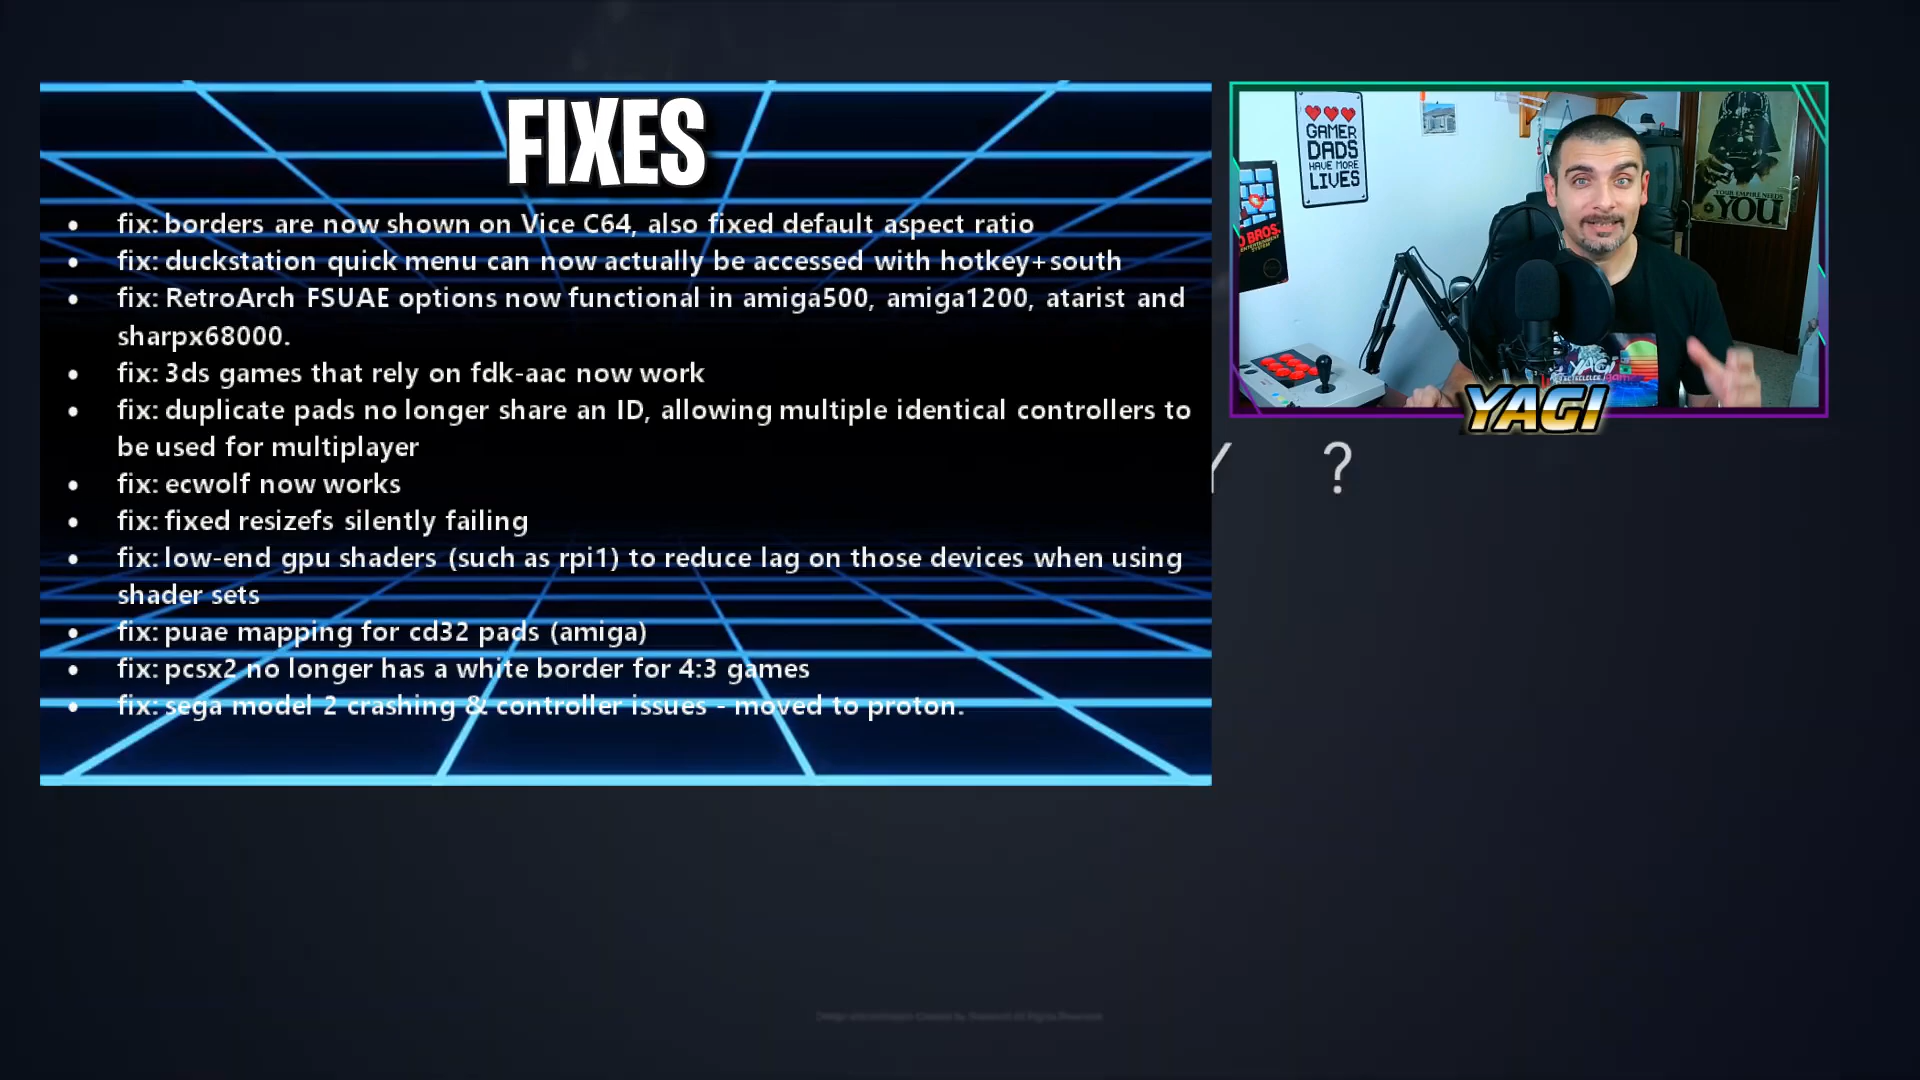 FIXES
• fix: borders are now shown on Vice C64, also fixed default aspect ratio
• fix: duckstation quick menu can now actually be accessed with hotkey+south
• fix: RetroArch FSUAE options now functional in amiga500, amiga1200, atarist and
sharpx68000.
• fix: 3ds games that rely on fdk-aac now work
• fix: duplicate pads no longer share an ID, allowing multiple identical controllers to
be used for multiplayer
• fix: ecwolf now works
• fix: fixed resizefs silently failing
• fix: low-end gpu shaders (such as rpi1) to reduce lag on those devices when using
shader sets
• fix: puae mapping for cd32 pads (amiga)
• fix: pcsx2 no longer has a white border for 4:3 games
• fix: sega model 2 crashing & controller issues - moved to proton.
GAMER
DADS
HAVE MORE
LIVES
BROS.
YOUR EMPIRE NEEDS
YOU
YAGI
YAGI
?